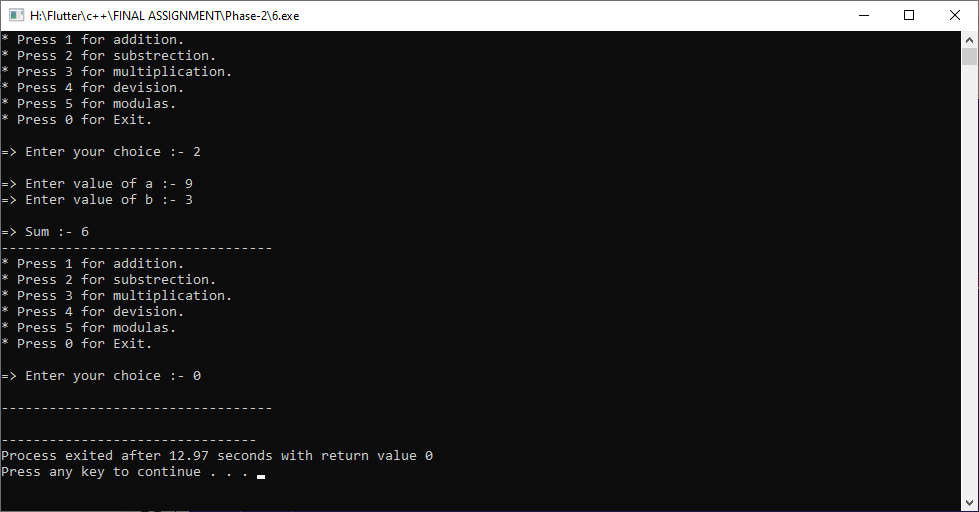 H:\Flutter\c++\FINAL ASSIGNMENT\Phase-2\6.exe
* Press 1 for addition.
* Press 2 for substrection.
* Press 3 for multiplication.
* Press 4 for devision.
* Press 5 for modulas.
* Press 0 for Exit.
=> Enter your choice :- 2
=> Enter value of a :- 9
=> Enter value of b :- 3
=> Sum :- 6
----------------------------------
* Press 1 for addition.
* Press 2 for substrection.
* Press 3 for multiplication.
* Press 4 for devision.
* Press 5 for modulas.
* Press 0 for Exit.
=> Enter your choice :- 0
----------------------------------
--------------------------------
Process exited after 12.97 seconds with return value 0
Press any key to continue . . .